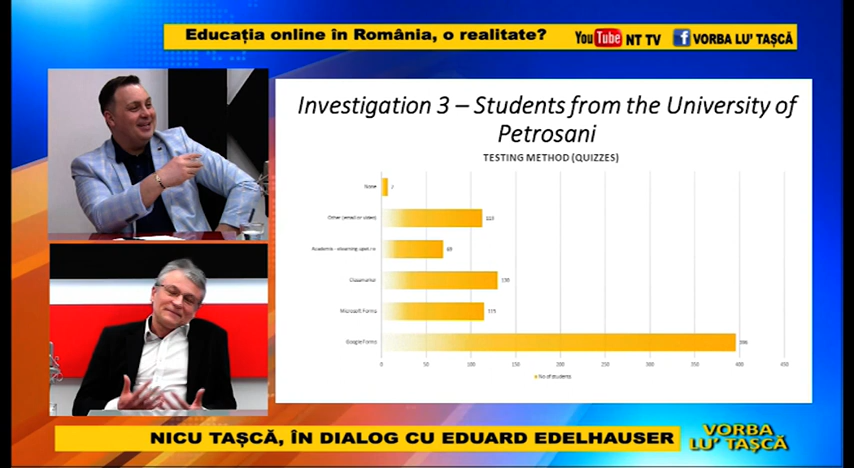 Educația online în România, o realitate?
YouTube NT TV f VORBA LU' TAȘCĂ
Investigation 3 – Students from the University of
Petrosani
TESTING METHOD (QUIZZES)
None 7
Other (email or video)
Academia - elearning.upet.ro 69
Microsoft Forms 115
Google Forms 396
0 50 100 150 200 250 300 350 400 450
No of students
NICU TAȘCĂ, ÎN DIALOG CU EDUARD EDELHAUSER
VORBA
LU' TAȘCĂ